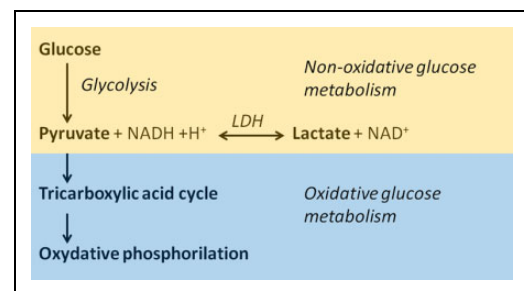 Glucose
Glycolysis
Non-oxidative glucose
metabolism
Pyruvate + NADH +H⁺
LDH
Lactate + NAD⁺
Tricarboxylic acid cycle
Oxidative glucose
metabolism
Oxydative phosphorilation